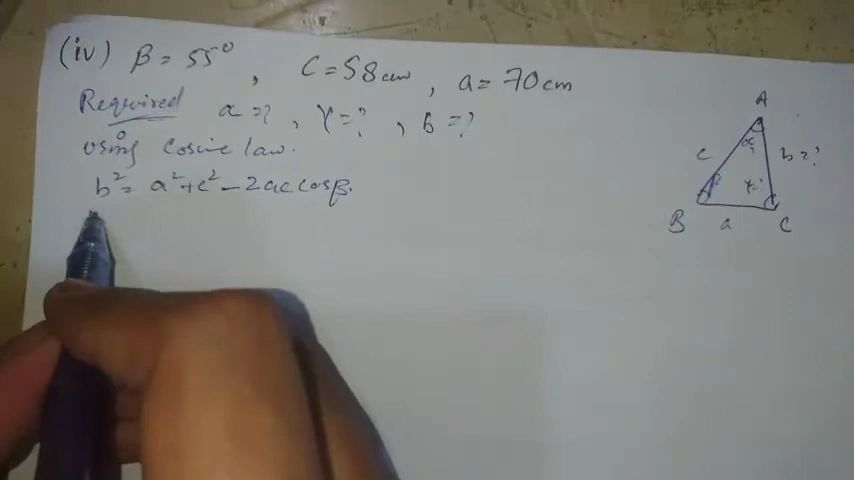 (iv) β = 55° , C = 58 cm , a = 70 cm
Required α = ? , γ = ? , b = ?
using cosine law.
b² = a² + c² - 2ac cosβ.
A
α
c b = ?
β γ = ?
B a C